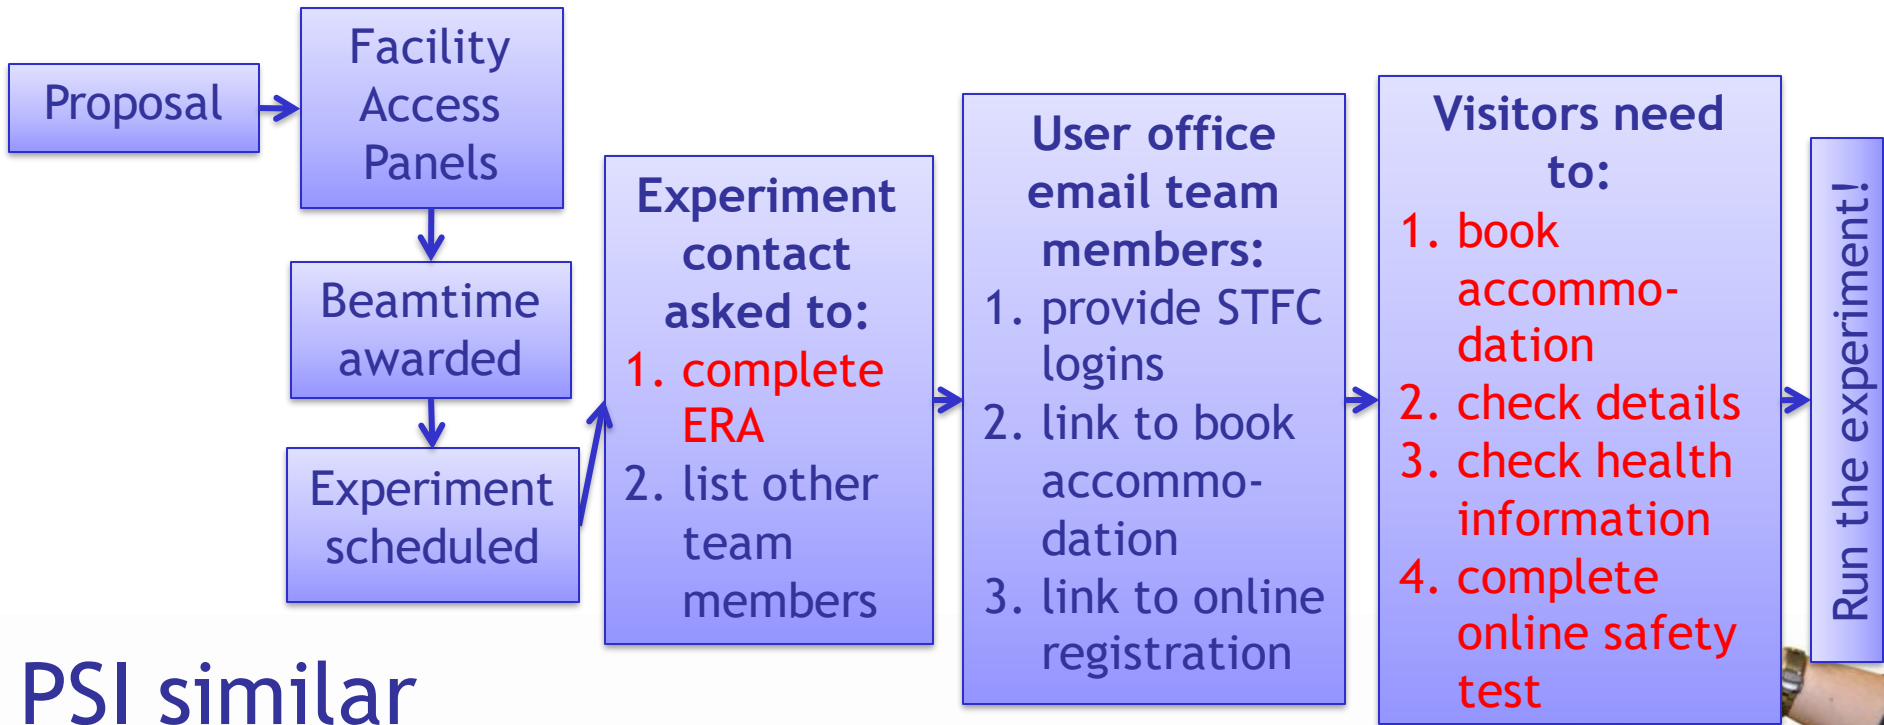 Proposal
Facility
Access
Panels
Beamtime
awarded
Experiment
scheduled
Experiment
contact
asked to:
1. complete
ERA
2. list other
team
members
User office
email team
members:
1. provide STFC
logins
2. link to book
accommo-
dation
3. link to online
registration
Visitors need
to:
1. book
accommo-
dation
2. check details
3. check health
information
4. complete
online safety
test
Run the experiment!
PSI similar